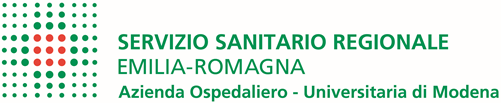 SERVIZIO SANITARIO REGIONALE
EMILIA-ROMAGNA
Azienda Ospedaliero - Universitaria di Modena